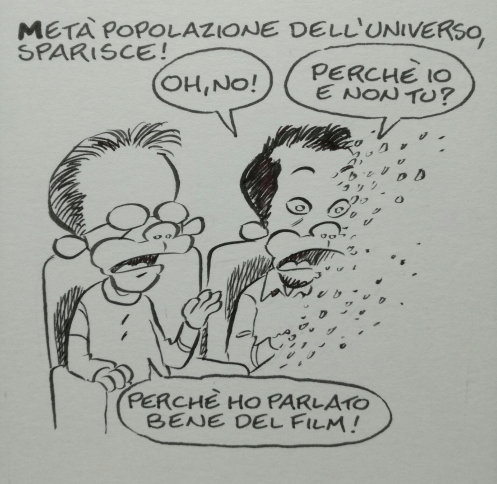 METÀ POPOLAZIONE DELL'UNIVERSO,
SPARISCE!
OH, NO!
PERCHÈ IO
E NON TU?
PERCHÈ HO PARLATO
BENE DEL FILM!